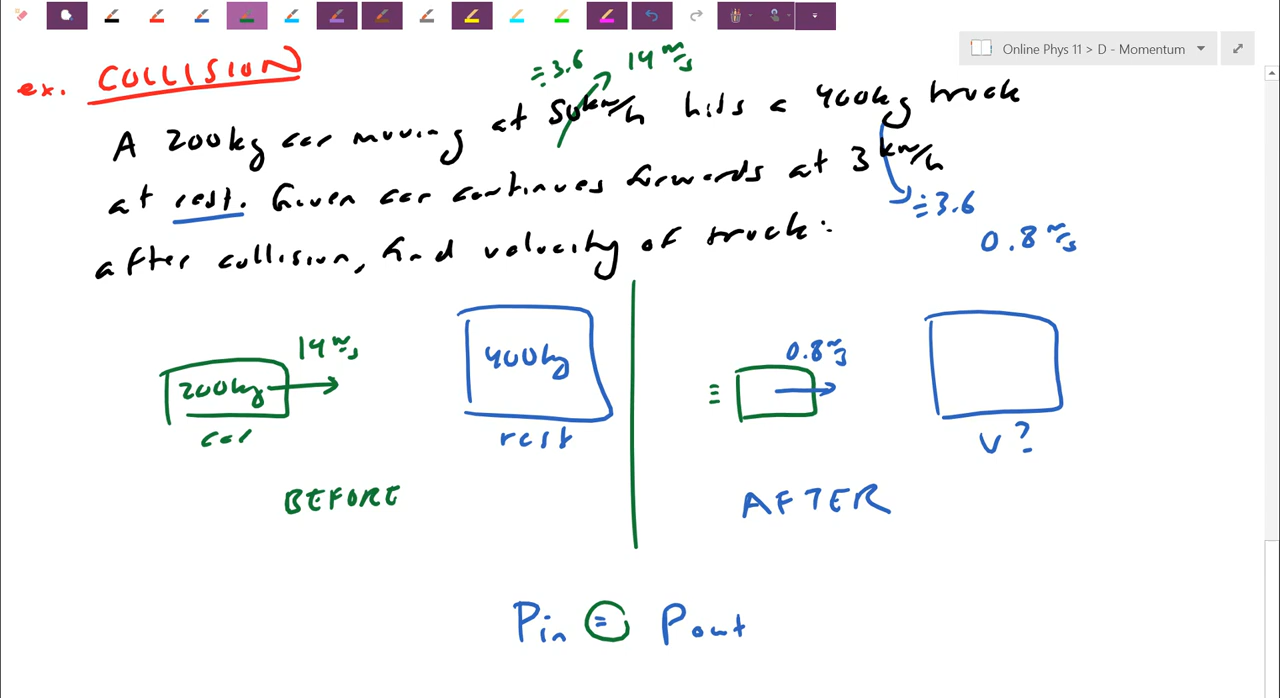 Online Phys 11 > D - Momentum
ex. COLLISION
÷3.6 14 m/s
A 200kg car moving at 50km/h hits a 400kg truck
at rest. Given car continues forwards at 3 km/h
÷3.6
0.8 m/s
after collision, find velocity of truck:
14 m/s
200kg
car
400kg
rest
0.8 m/s
V?
BEFORE
AFTER
Pin = Pout